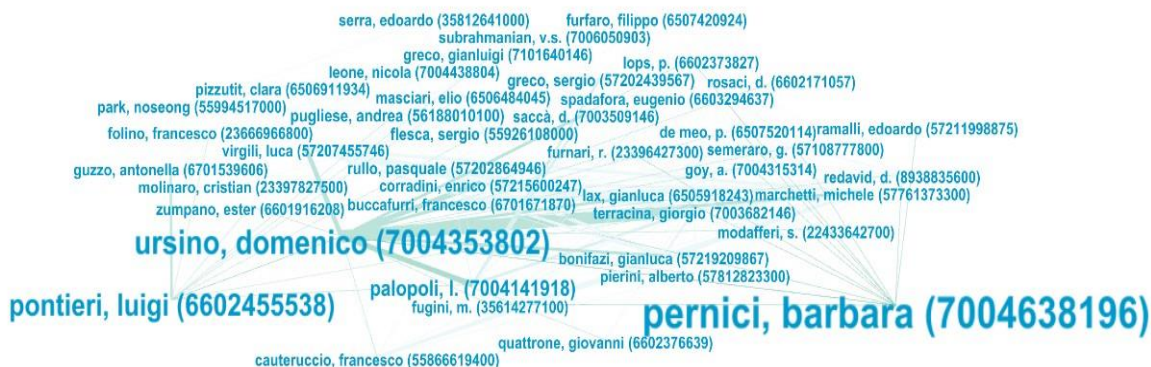 serra, edoardo (35812641000)
furfaro, filippo (6507420924)
subrahmanian, v.s. (7006050903)
greco, gianluigi (7101640146)
lops, p. (6602373827)
leone, nicola (7004438804)
greco, sergio (57202439567)
rosaci, d. (6602171057)
pizzutit, clara (6506911934)
masciari, elio (6506484045)
spadafora, eugenio (6603294637)
park, noseong (55994517000)
pugliese, andrea (56188010100)
saccà, d. (7003509146)
folino, francesco (23666966800)
flesca, sergio (55926108000)
de meo, p. (6507520114)
ramalli, edoardo (57211998875)
virgili, luca (57207455746)
furnari, r. (23396427300)
semeraro, g. (57108777800)
guzzo, antonella (6701539606)
rullo, pasquale (57202864946)
goy, a. (7004315314)
redavid, d. (8938835600)
molinaro, cristian (23397827500)
corradini, enrico (57215600247)
lax, gianluca (6505918243)
marchetti, michele (57761373300)
zumpano, ester (6601916208)
buccafurri, francesco (6701671870)
terracina, giorgio (7003682146)
ursino, domenico (7004353802)
modafferi, s. (22433642700)
bonifazi, gianluca (57219209867)
pierini, alberto (57812823300)
palopoli, l. (7004141918)
pontieri, luigi (6602455538)
fugini, m. (35614277100)
pernici, barbara (7004638196)
quattrone, giovanni (6602376639)
cauteruccio, francesco (55866619400)